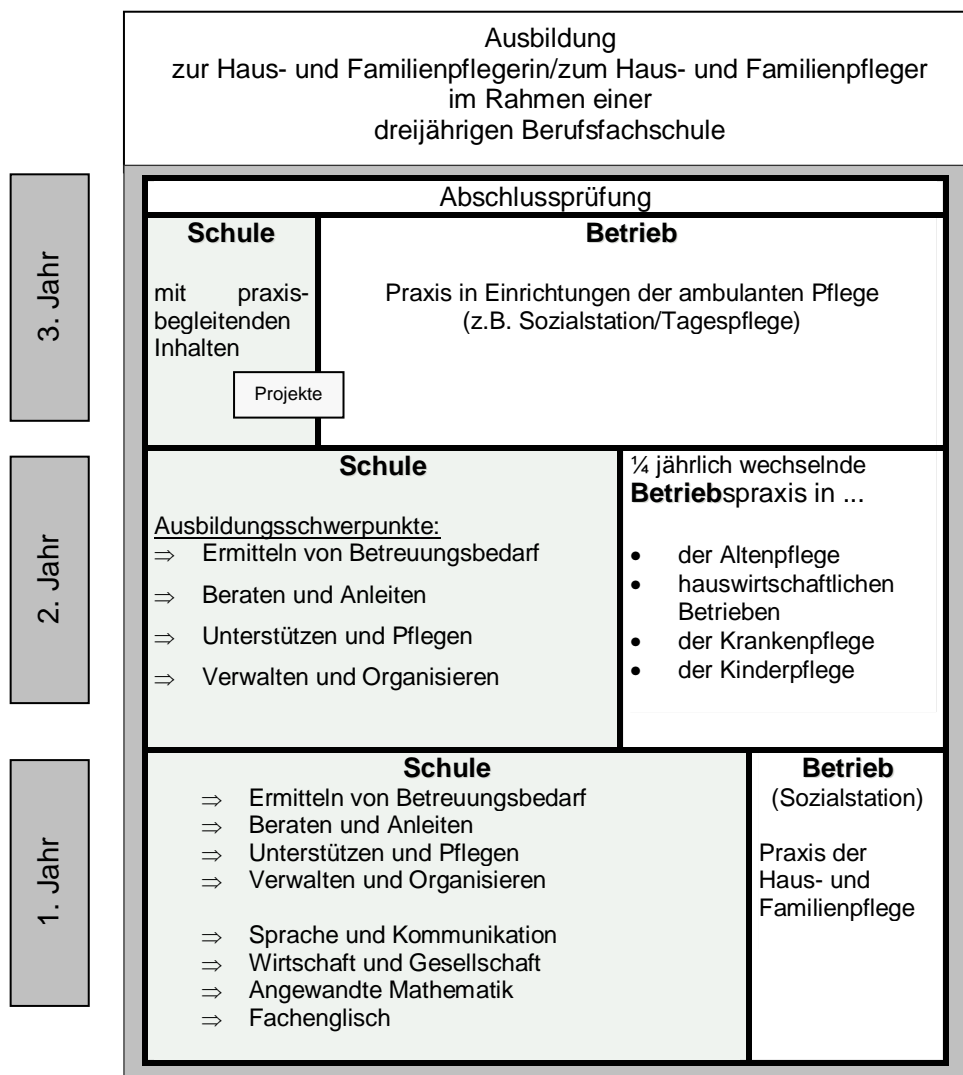 Ausbildung
zur Haus- und Familienpflegerin/zum Haus- und Familienpfleger
im Rahmen einer
dreijährigen Berufsfachschule
3. Jahr
Abschlussprüfung
Schule
mit praxis-
begleitenden
Inhalten
Projekte
Betrieb
Praxis in Einrichtungen der ambulanten Pflege
(z.B. Sozialstation/Tagespflege)
2. Jahr
Schule
Ausbildungsschwerpunkte:
⇒ Ermitteln von Betreuungsbedarf
⇒ Beraten und Anleiten
⇒ Unterstützen und Pflegen
⇒ Verwalten und Organisieren
¼ jährlich wechselnde
Betriebspraxis in ...
• der Altenpflege
• hauswirtschaftlichen
Betrieben
• der Krankenpflege
• der Kinderpflege
1. Jahr
Schule
⇒ Ermitteln von Betreuungsbedarf
⇒ Beraten und Anleiten
⇒ Unterstützen und Pflegen
⇒ Verwalten und Organisieren
⇒ Sprache und Kommunikation
⇒ Wirtschaft und Gesellschaft
⇒ Angewandte Mathematik
⇒ Fachenglisch
Betrieb
(Sozialstation)
Praxis der
Haus- und
Familienpflege